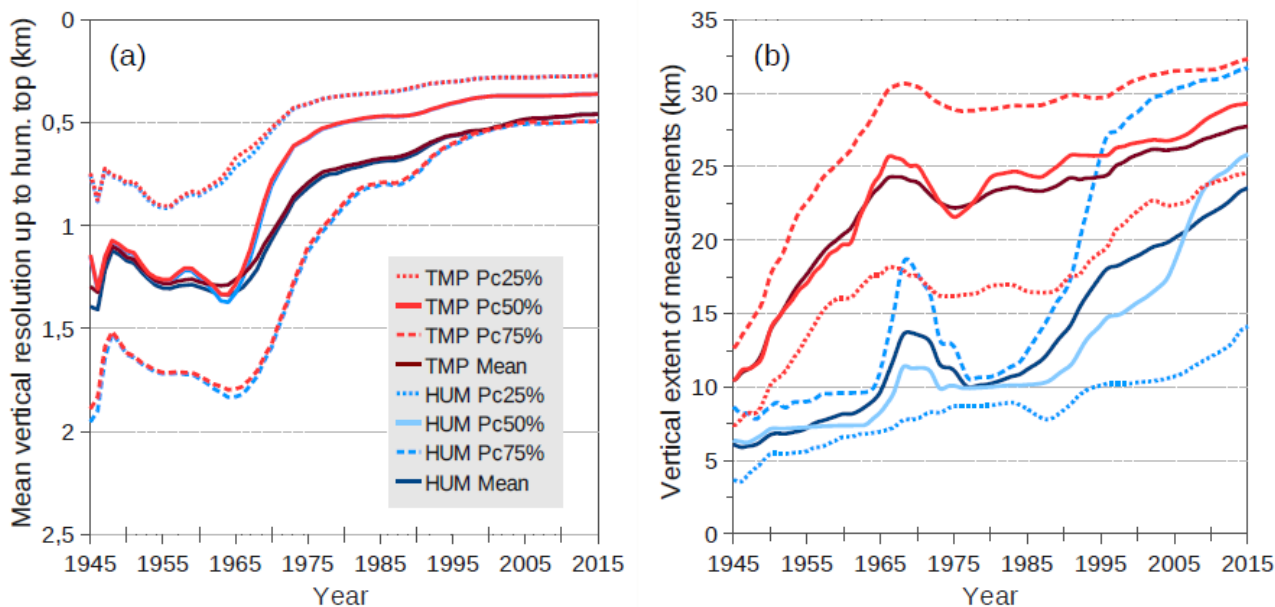 (a)
Mean vertical resolution up to hum. top (km)
0
0,5
1
1,5
2
2,5
TMP Pc25%
TMP Pc50%
TMP Pc75%
TMP Mean
HUM Pc25%
HUM Pc50%
HUM Pc75%
HUM Mean
1945 1955 1965 1975 1985 1995 2005 2015
Year
(b)
Vertical extent of measurements (km)
35
30
25
20
15
10
5
0
1945 1955 1965 1975 1985 1995 2005 2015
Year